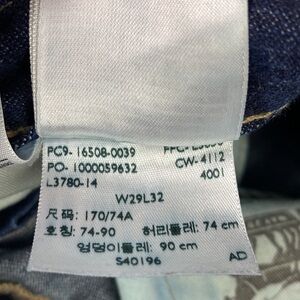 PC9- 16508-0039
PO- 1000059632 CW-4112
L3780-14 4001
W29L32
尺码: 170/74A
호칭: 74-90 허리둘레: 74 cm
엉덩이둘레: 90 cm
S40196 AD